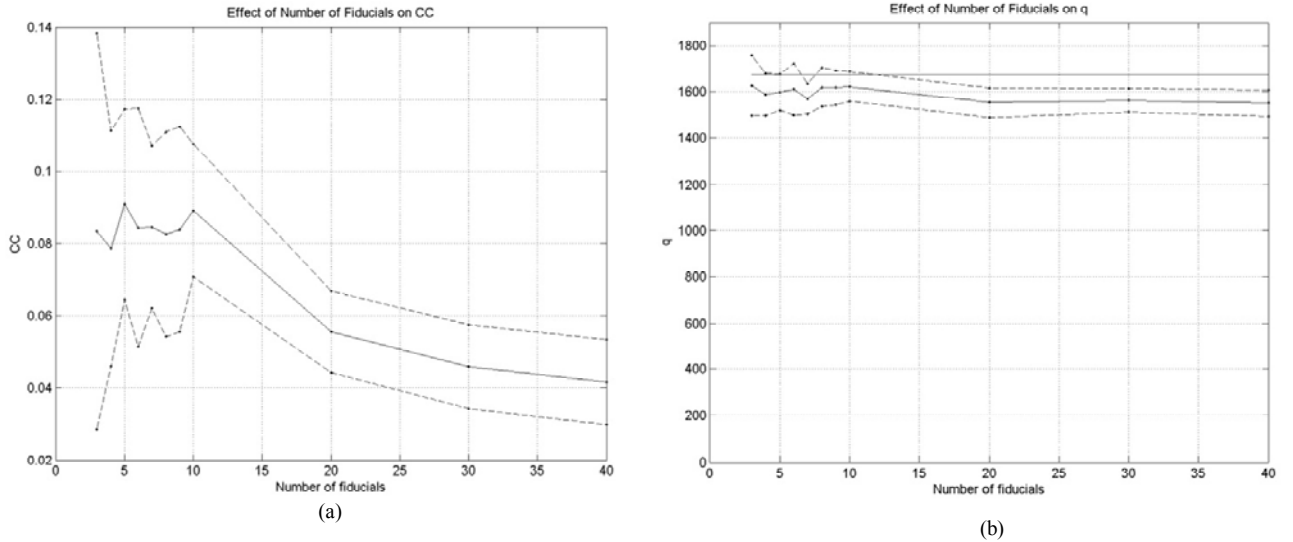 Effect of Number of Fiducials on CC
0.14
0.12
0.1
0.08
0.06
0.04
0.02
CC
0 5 10 15 20 25 30 35 40
Number of fiducials
(a)
Effect of Number of Fiducials on q
1800
1600
1400
1200
1000
800
600
400
200
0
q
0 5 10 15 20 25 30 35 40
Number of fiducials
(b)